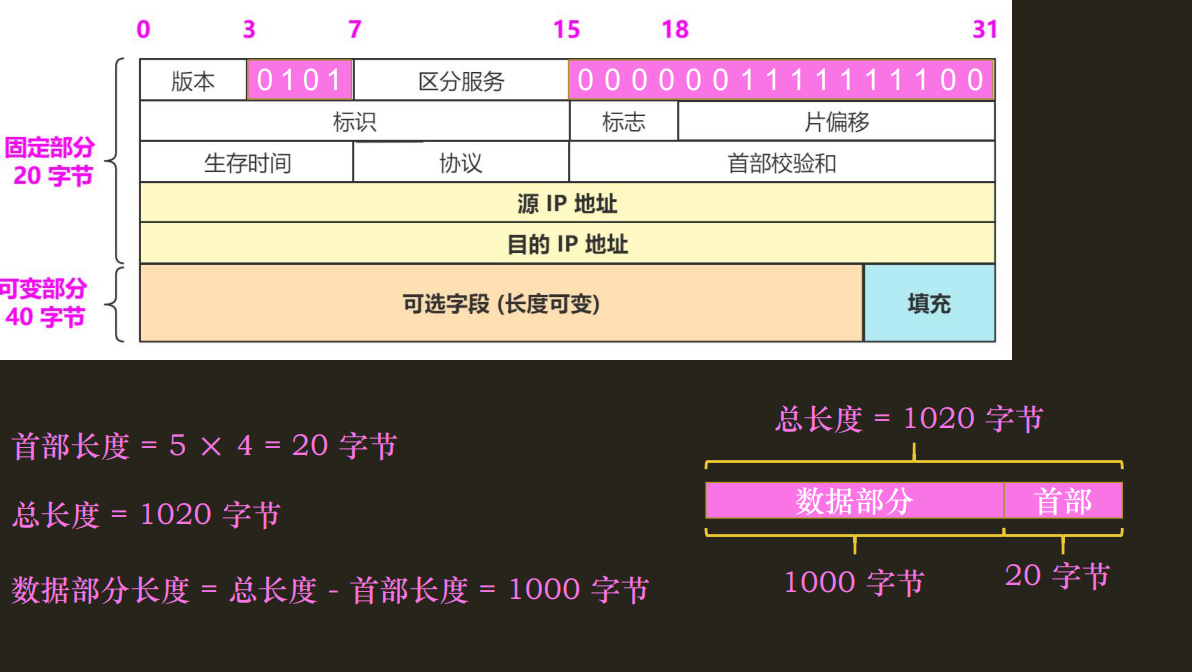 0 3 7 15 18 31
版本 0101 区分服务 0000001111111100
标识 标志 片偏移
固定部分
20 字节
生存时间 协议 首部校验和
源 IP 地址
目的 IP 地址
可变部分
40 字节
可选字段 (长度可变) 填充
总长度 = 1020 字节
首部长度 = 5 × 4 = 20 字节
数据部分 首部
总长度 = 1020 字节
1000 字节 20 字节
数据部分长度 = 总长度 - 首部长度 = 1000 字节